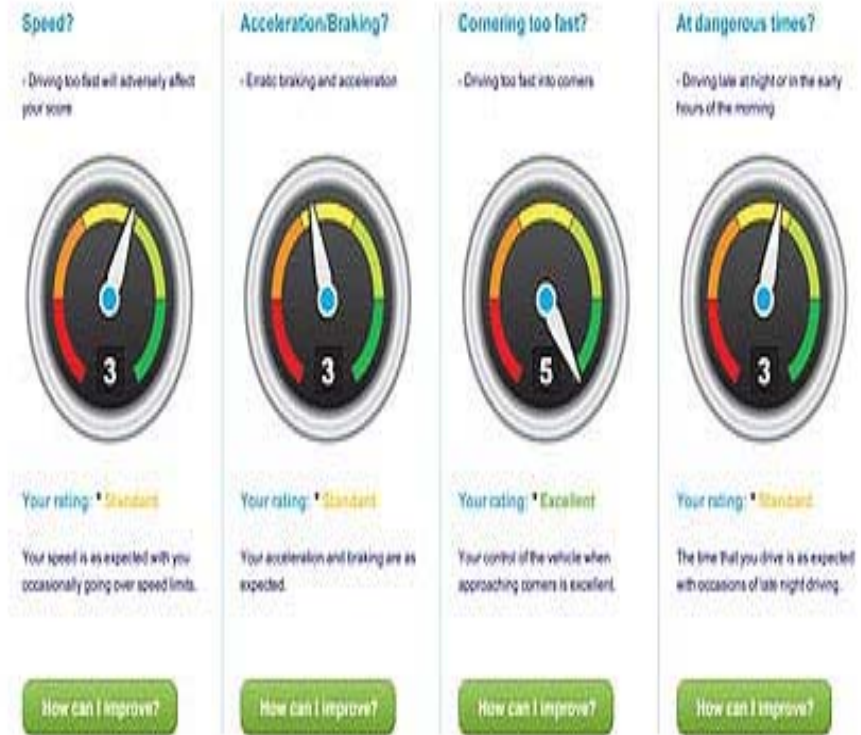 Speed?
- Driving too fast will adversely affect
your score
3
Your rating: * Standard
Your speed is as expected with you
occasionally going over speed limits.
How can I improve?
Acceleration/Braking?
- Erratic braking and acceleration
3
Your rating: * Standard
Your acceleration and braking are as
expected.
How can I improve?
Cornering too fast?
- Driving too fast into corners
5
Your rating: * Excellent
Your control of the vehicle when
approaching corners is excellent.
How can I improve?
At dangerous times?
- Driving late at night or in the early
hours of the morning
3
Your rating: * Standard
The time that you drive is as expected
with occasions of late night driving.
How can I improve?